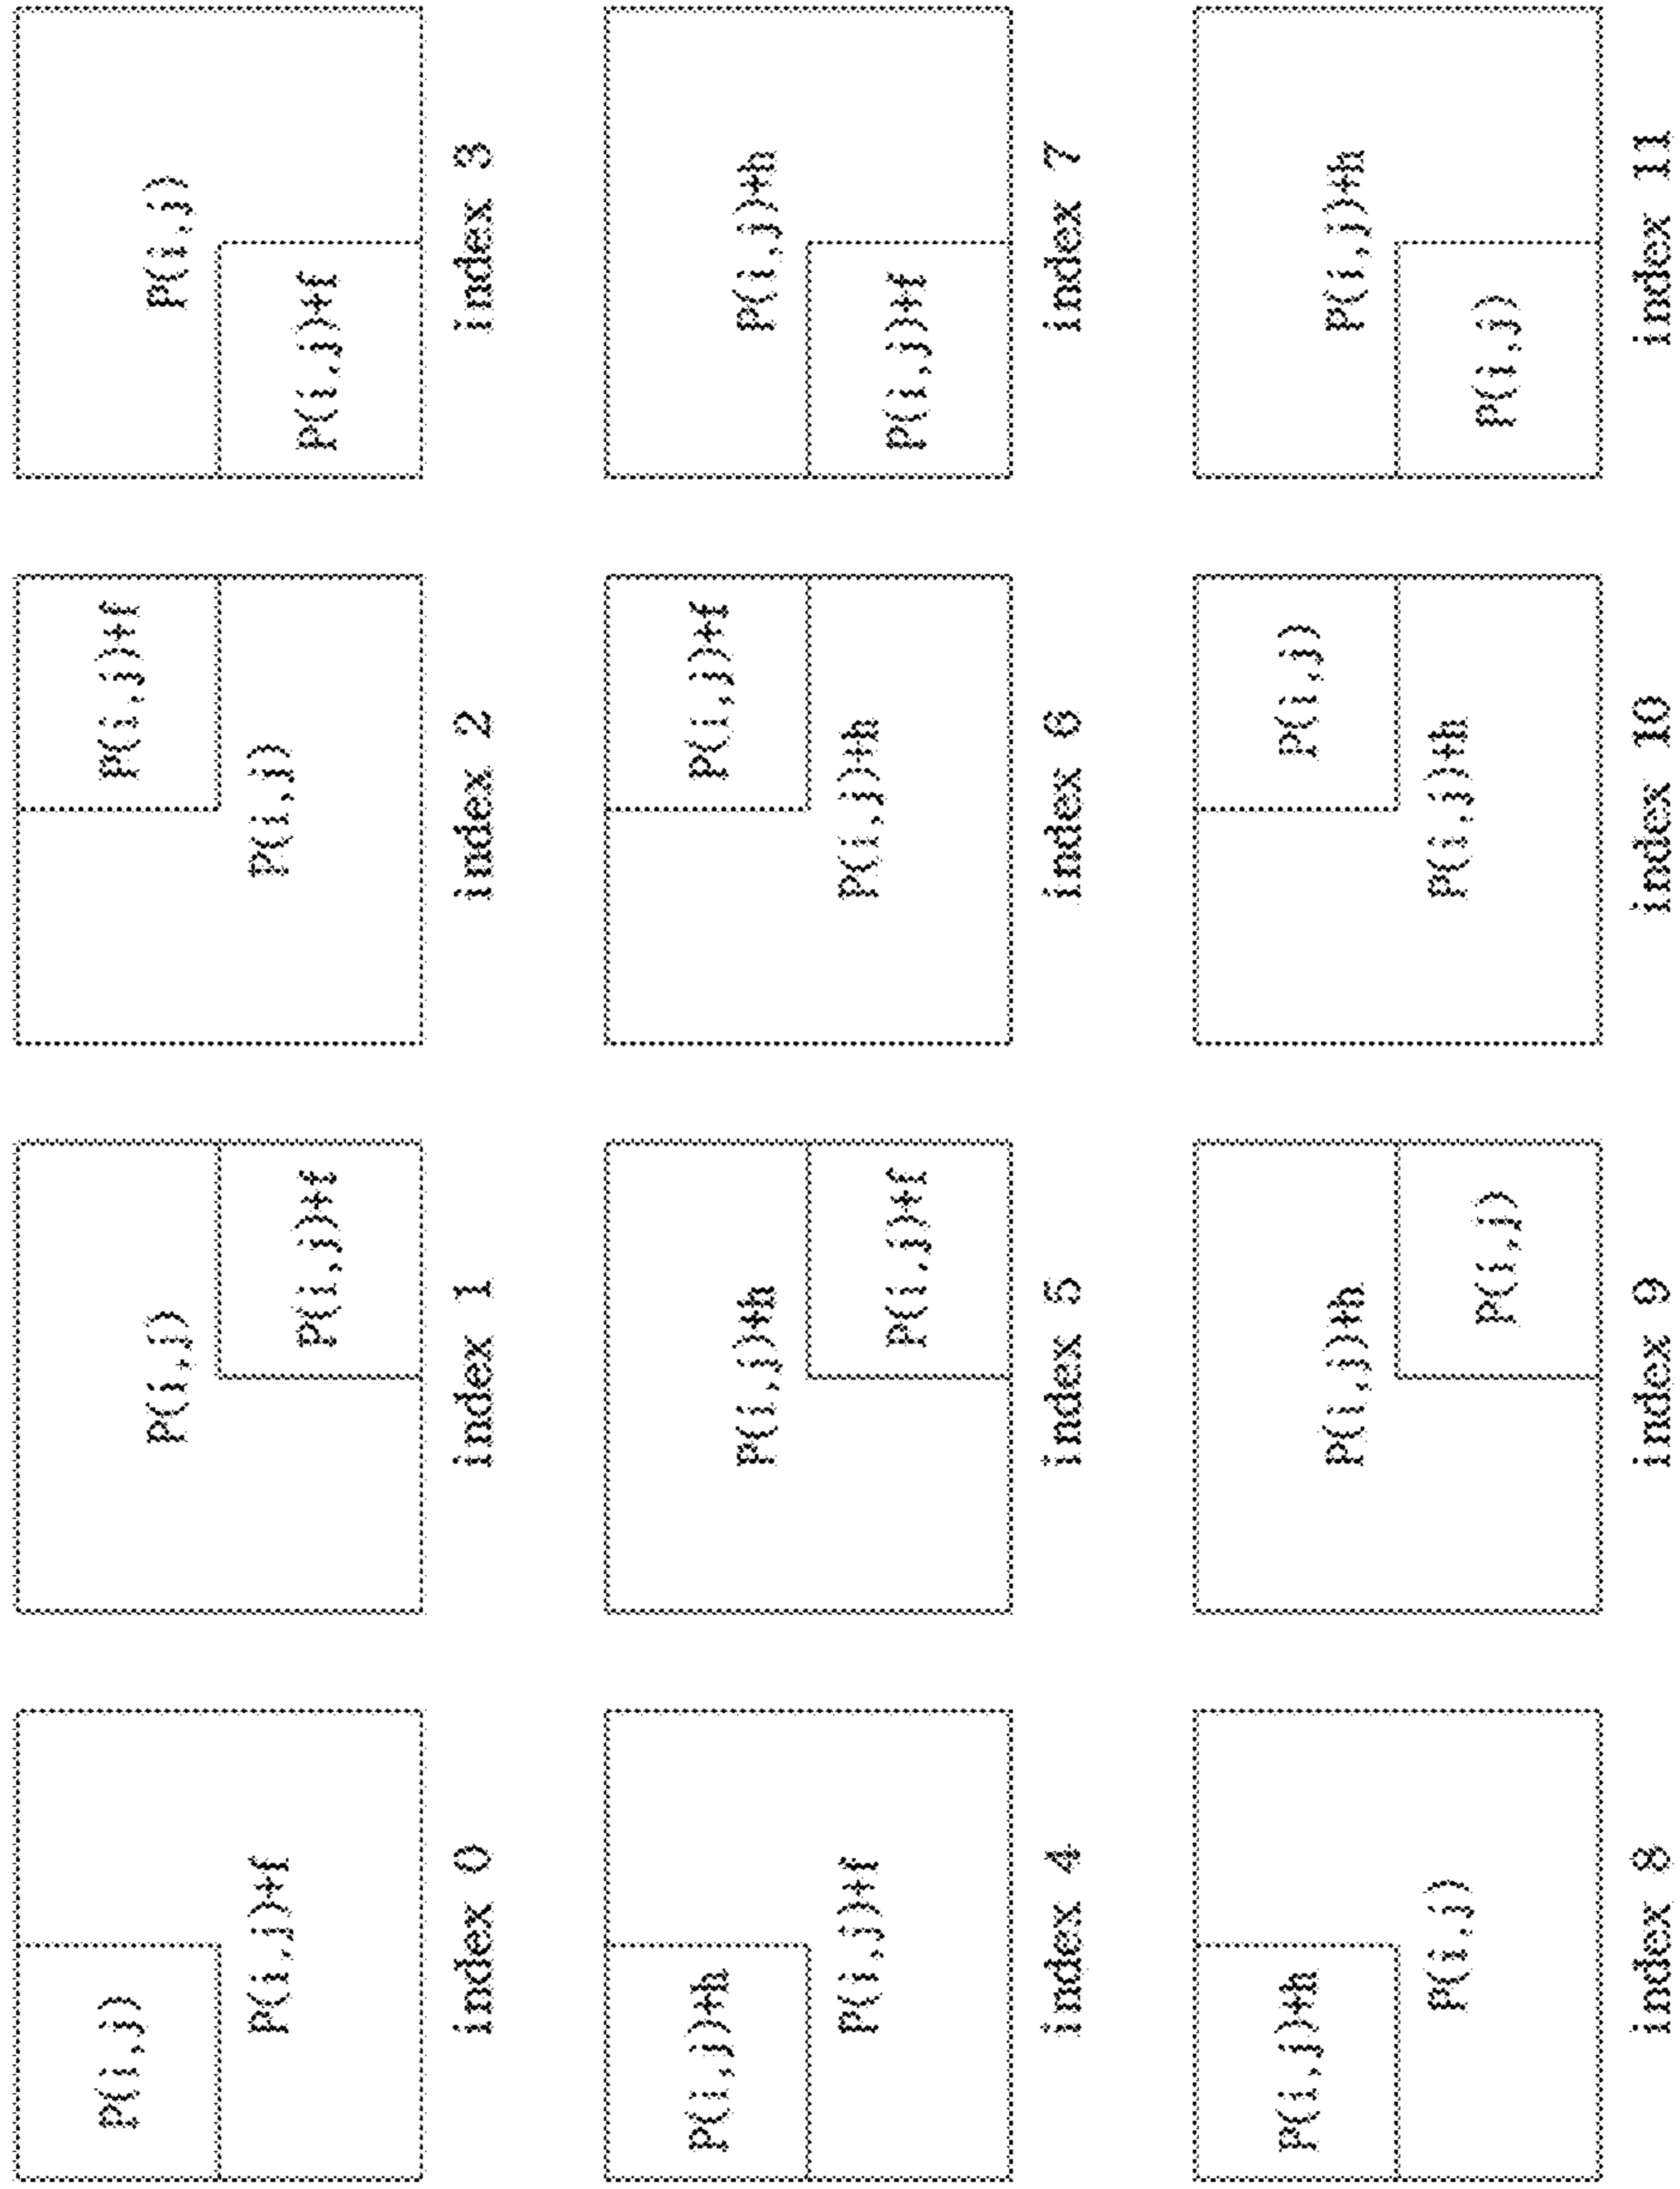 P(i,j)
P(i,j)+f
index 0
P(i,j)
P(i,j)+f
index 1
P(i,j)+f
P(i,j)
index 2
P(i,j)
P(i,j)+f
index 3
P(i,j)+h
P(i,j)+f
index 4
P(i,j)+h
P(i,j)+f
index 5
P(i,j)+f
P(i,j)+h
index 6
P(i,j)+h
P(i,j)+f
index 7
P(i,j)+h
P(i,j)
index 8
P(i,j)+h
P(i,j)
index 9
P(i,j)
P(i,j)+h
index 10
P(i,j)+h
P(i,j)
index 11